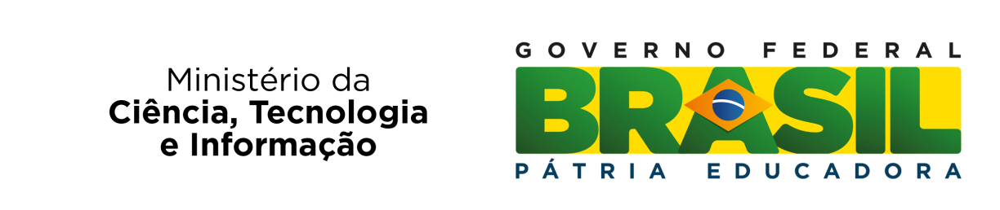 Ministério da
Ciência, Tecnologia
e Informação
GOVERNO FEDERAL
BRASIL
PÁTRIA EDUCADORA